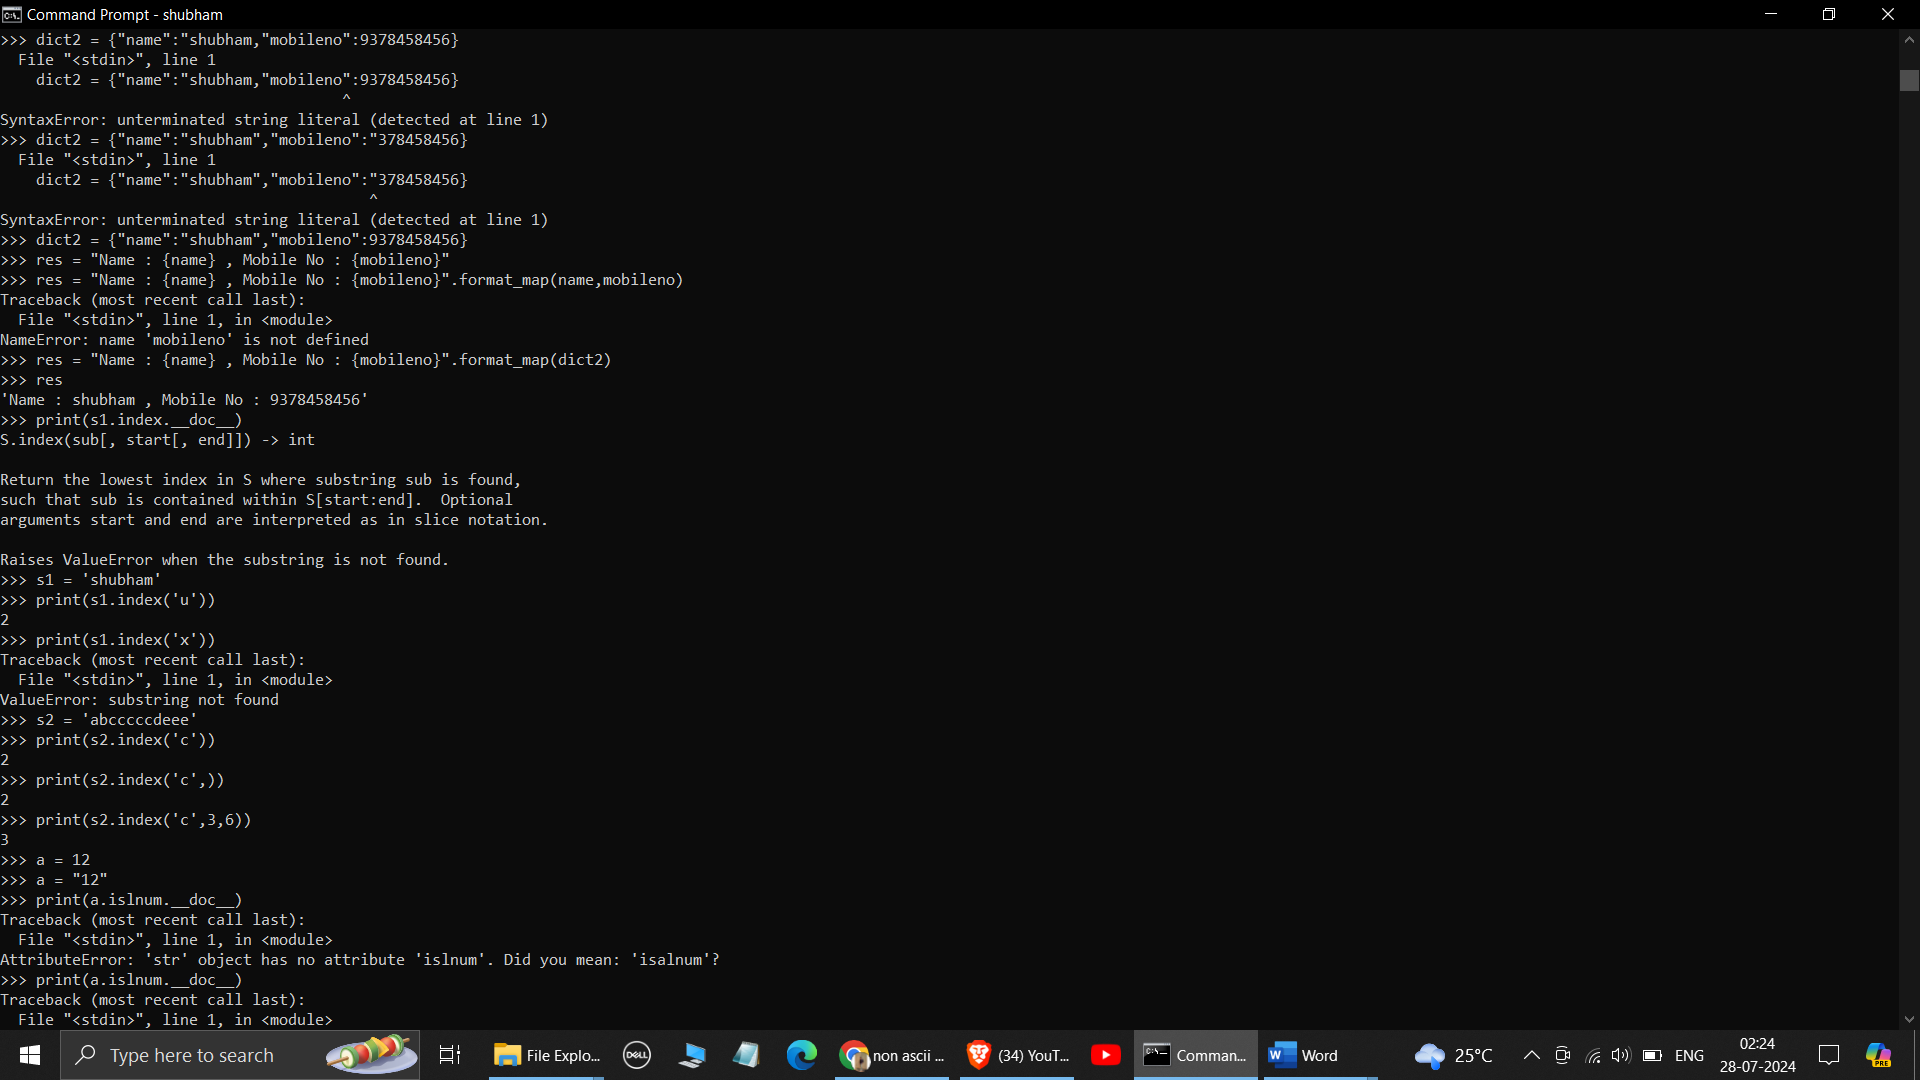 Command Prompt - shubham
>>> dict2 = {"name":"shubham,"mobileno":9378458456}
  File "<stdin>", line 1
    dict2 = {"name":"shubham,"mobileno":9378458456}
                                      ^
SyntaxError: unterminated string literal (detected at line 1)
>>> dict2 = {"name":"shubham","mobileno":"378458456}
  File "<stdin>", line 1
    dict2 = {"name":"shubham","mobileno":"378458456}
                                         ^
SyntaxError: unterminated string literal (detected at line 1)
>>> dict2 = {"name":"shubham","mobileno":9378458456}
>>> res = "Name : {name} , Mobile No : {mobileno}"
>>> res = "Name : {name} , Mobile No : {mobileno}".format_map(name,mobileno)
Traceback (most recent call last):
  File "<stdin>", line 1, in <module>
NameError: name 'mobileno' is not defined
>>> res = "Name : {name} , Mobile No : {mobileno}".format_map(dict2)
>>> res
'Name : shubham , Mobile No : 9378458456'
>>> print(s1.index.__doc__)
S.index(sub[, start[, end]]) -> int

Return the lowest index in S where substring sub is found,
such that sub is contained within S[start:end].  Optional
arguments start and end are interpreted as in slice notation.

Raises ValueError when the substring is not found.
>>> s1 = 'shubham'
>>> print(s1.index('u'))
2
>>> print(s1.index('x'))
Traceback (most recent call last):
  File "<stdin>", line 1, in <module>
ValueError: substring not found
>>> s2 = 'abcccccdeee'
>>> print(s2.index('c'))
2
>>> print(s2.index('c',))
2
>>> print(s2.index('c',3,6))
3
>>> a = 12
>>> a = "12"
>>> print(a.islnum.__doc__)
Traceback (most recent call last):
  File "<stdin>", line 1, in <module>
AttributeError: 'str' object has no attribute 'islnum'. Did you mean: 'isalnum'?
>>> print(a.islnum.__doc__)
Traceback (most recent call last):
  File "<stdin>", line 1, in <module>
Type here to search
File Explo...
DELL
non ascii ...
(34) YouT...
Comman...
Word
25°C
ENG
02:24
28-07-2024
PRE